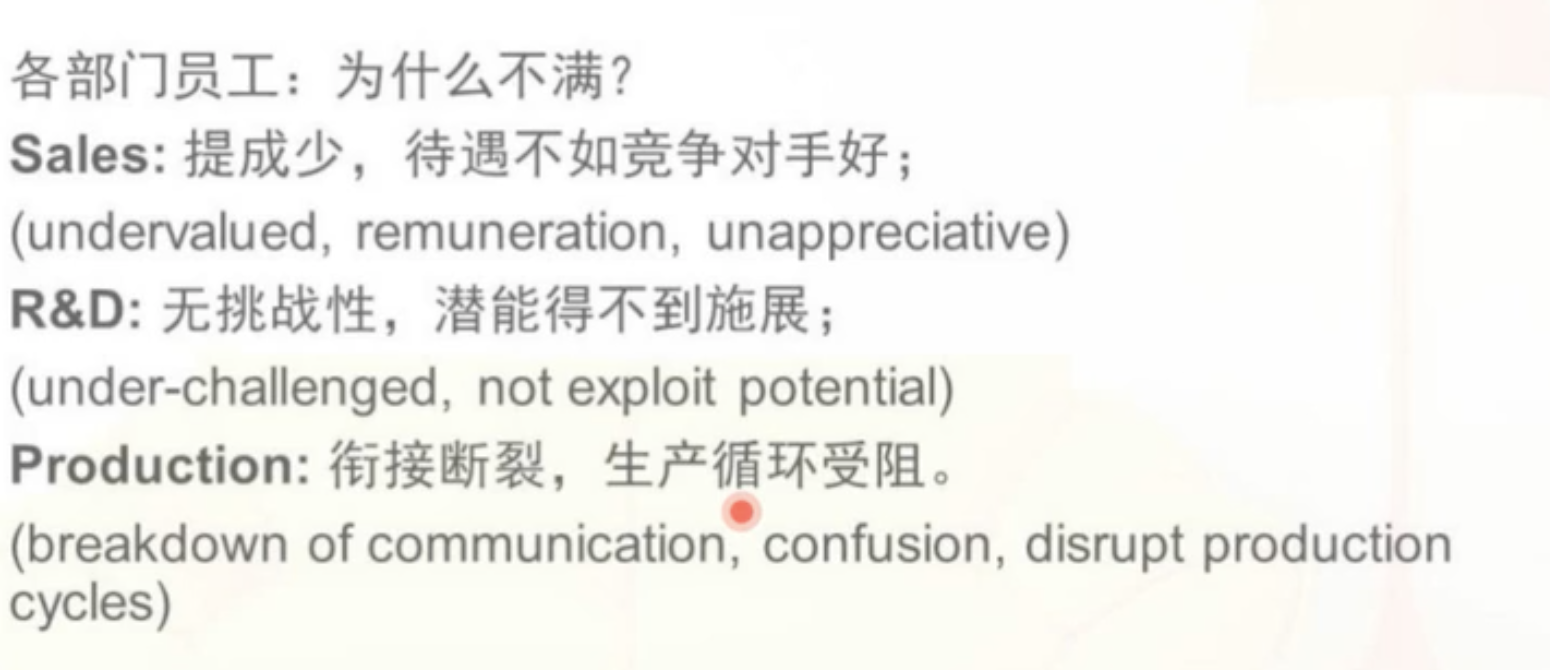 各部门员工：为什么不满？
Sales: 提成少，待遇不如竞争对手好；
(undervalued, remuneration, unappreciative)
R&D: 无挑战性，潜能得不到施展；
(under-challenged, not exploit potential)
Production: 衔接断裂，生产循环受阻。
(breakdown of communication, confusion, disrupt production
cycles)